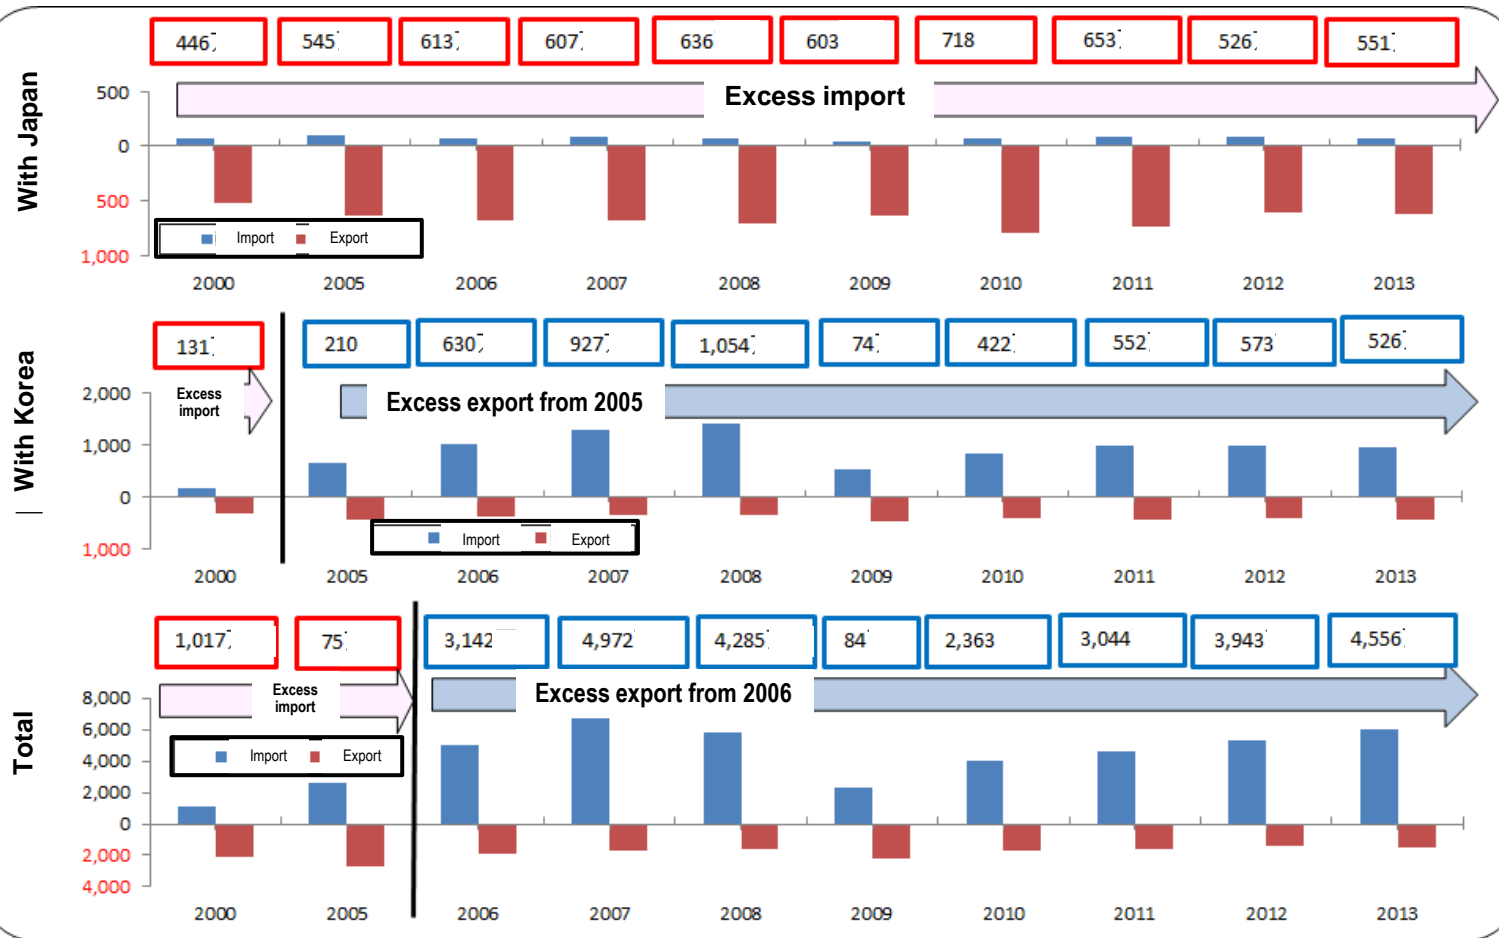 446 545 613 607 636 603 718 653 526 551
With Japan
Excess import
500
0
500
1,000
Import Export
2000 2005 2006 2007 2008 2009 2010 2011 2012 2013
131 210 630 927 1,054 74 422 552 573 526
| With Korea
Excess
import
Excess export from 2005
2,000
1,000
0
1,000
Import Export
2000 2005 2006 2007 2008 2009 2010 2011 2012 2013
1,017 75 3,142 4,972 4,285 84 2,363 3,044 3,943 4,556
Total
Excess
import
Excess export from 2006
8,000
6,000
4,000
2,000
0
2,000
4,000
Import Export
2000 2005 2006 2007 2008 2009 2010 2011 2012 2013